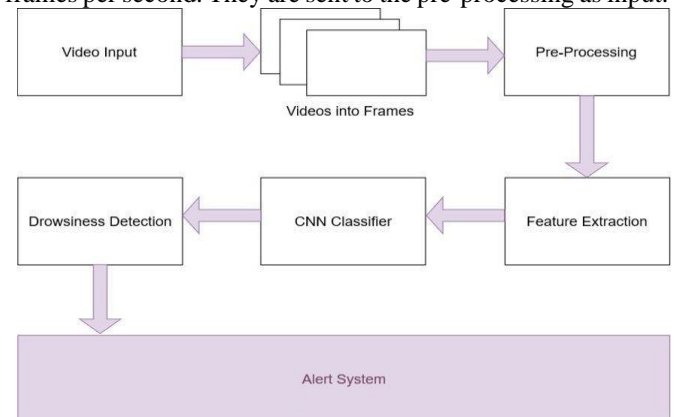 frames per second. They are sent to the pre-processing as input.
Video Input
Pre-Processing
Videos into Frames
Drowsiness Detection
CNN Classifier
Feature Extraction
Alert System